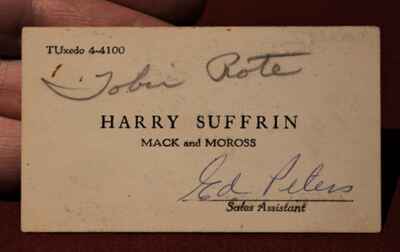 TUxedo 4-4100
Tobin Rote
HARRY SUFFRIN
MACK and MOROSS
Ed Peters
Sales Assistant